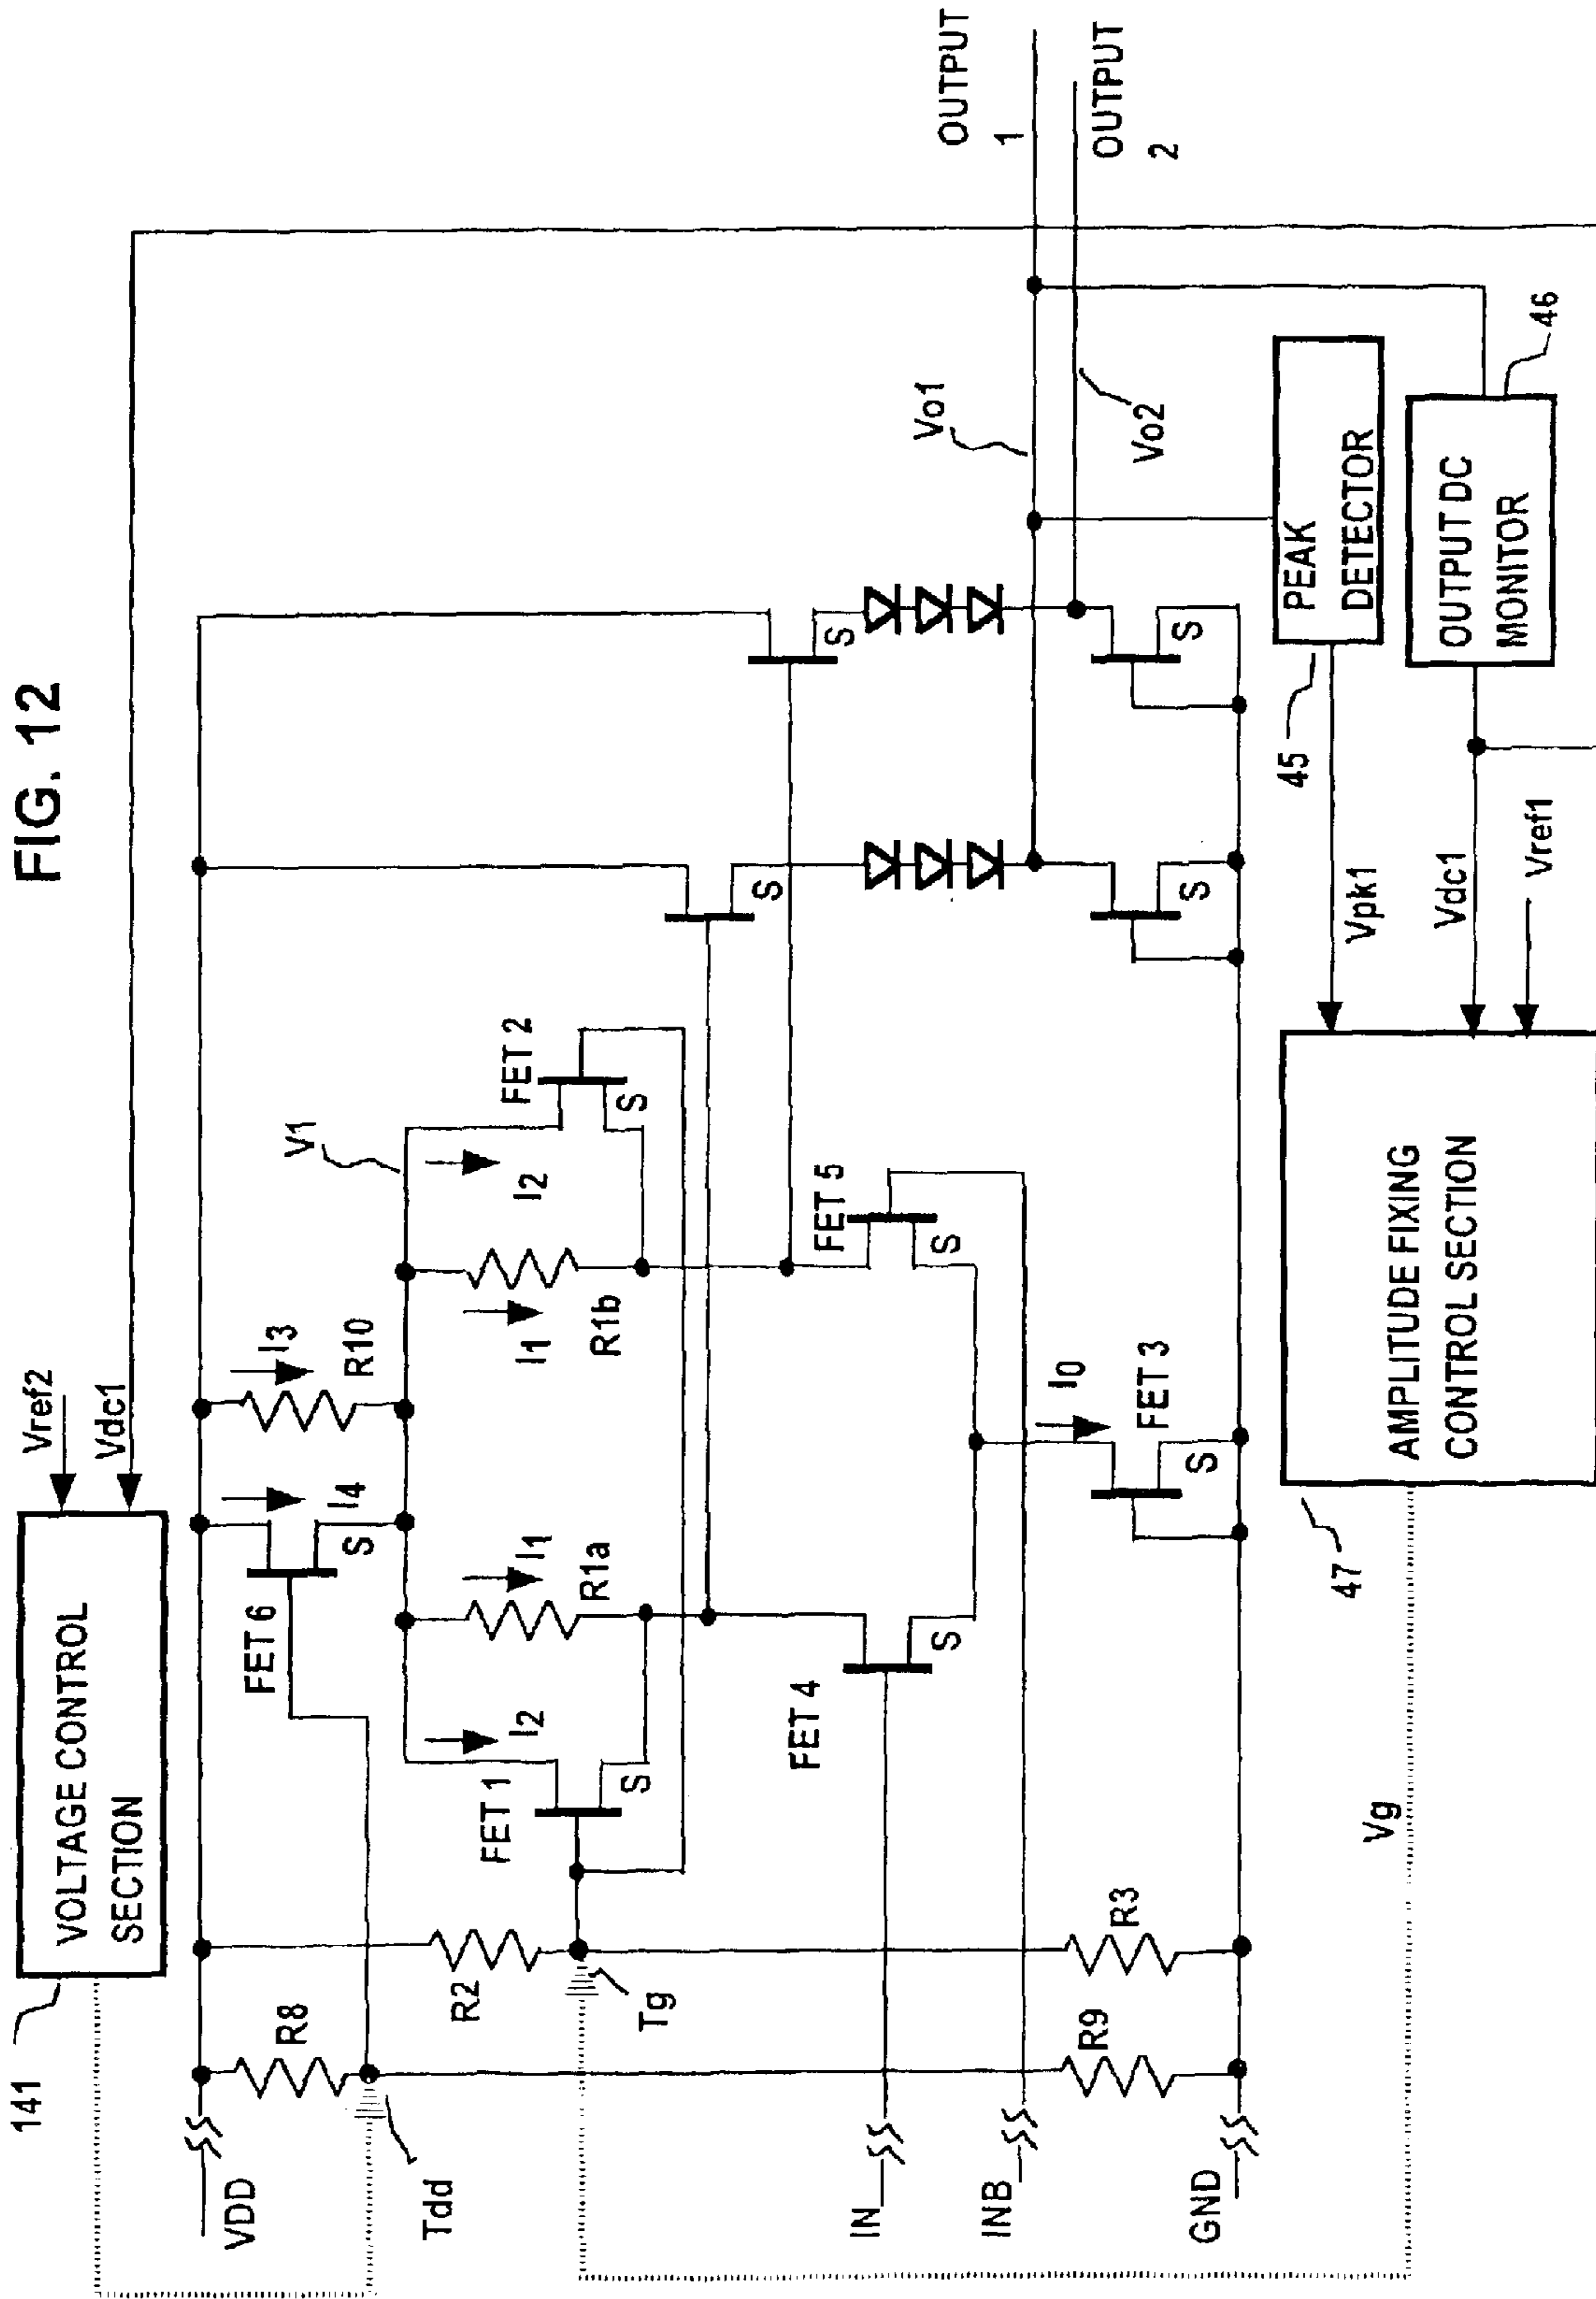 FIG. 12
141
VOLTAGE CONTROL
SECTION
Vref2
Vdc1
VDD
R8
Tdd
R9
R2
Tg
R3
FET 6
S
I4
I3
R10
V1
FET 1
S
I2
I1
R1a
I1
R1b
I2
FET 2
S
FET 4
S
FET 5
S
I0
FET 3
S
IN
INB
GND
S
S
S
S
Vo1
Vo2
OUTPUT
1
OUTPUT
2
45
PEAK
DETECTOR
46
OUTPUT DC
MONITOR
Vpk1
Vdc1
Vref1
47
AMPLITUDE FIXING
CONTROL SECTION
Vg